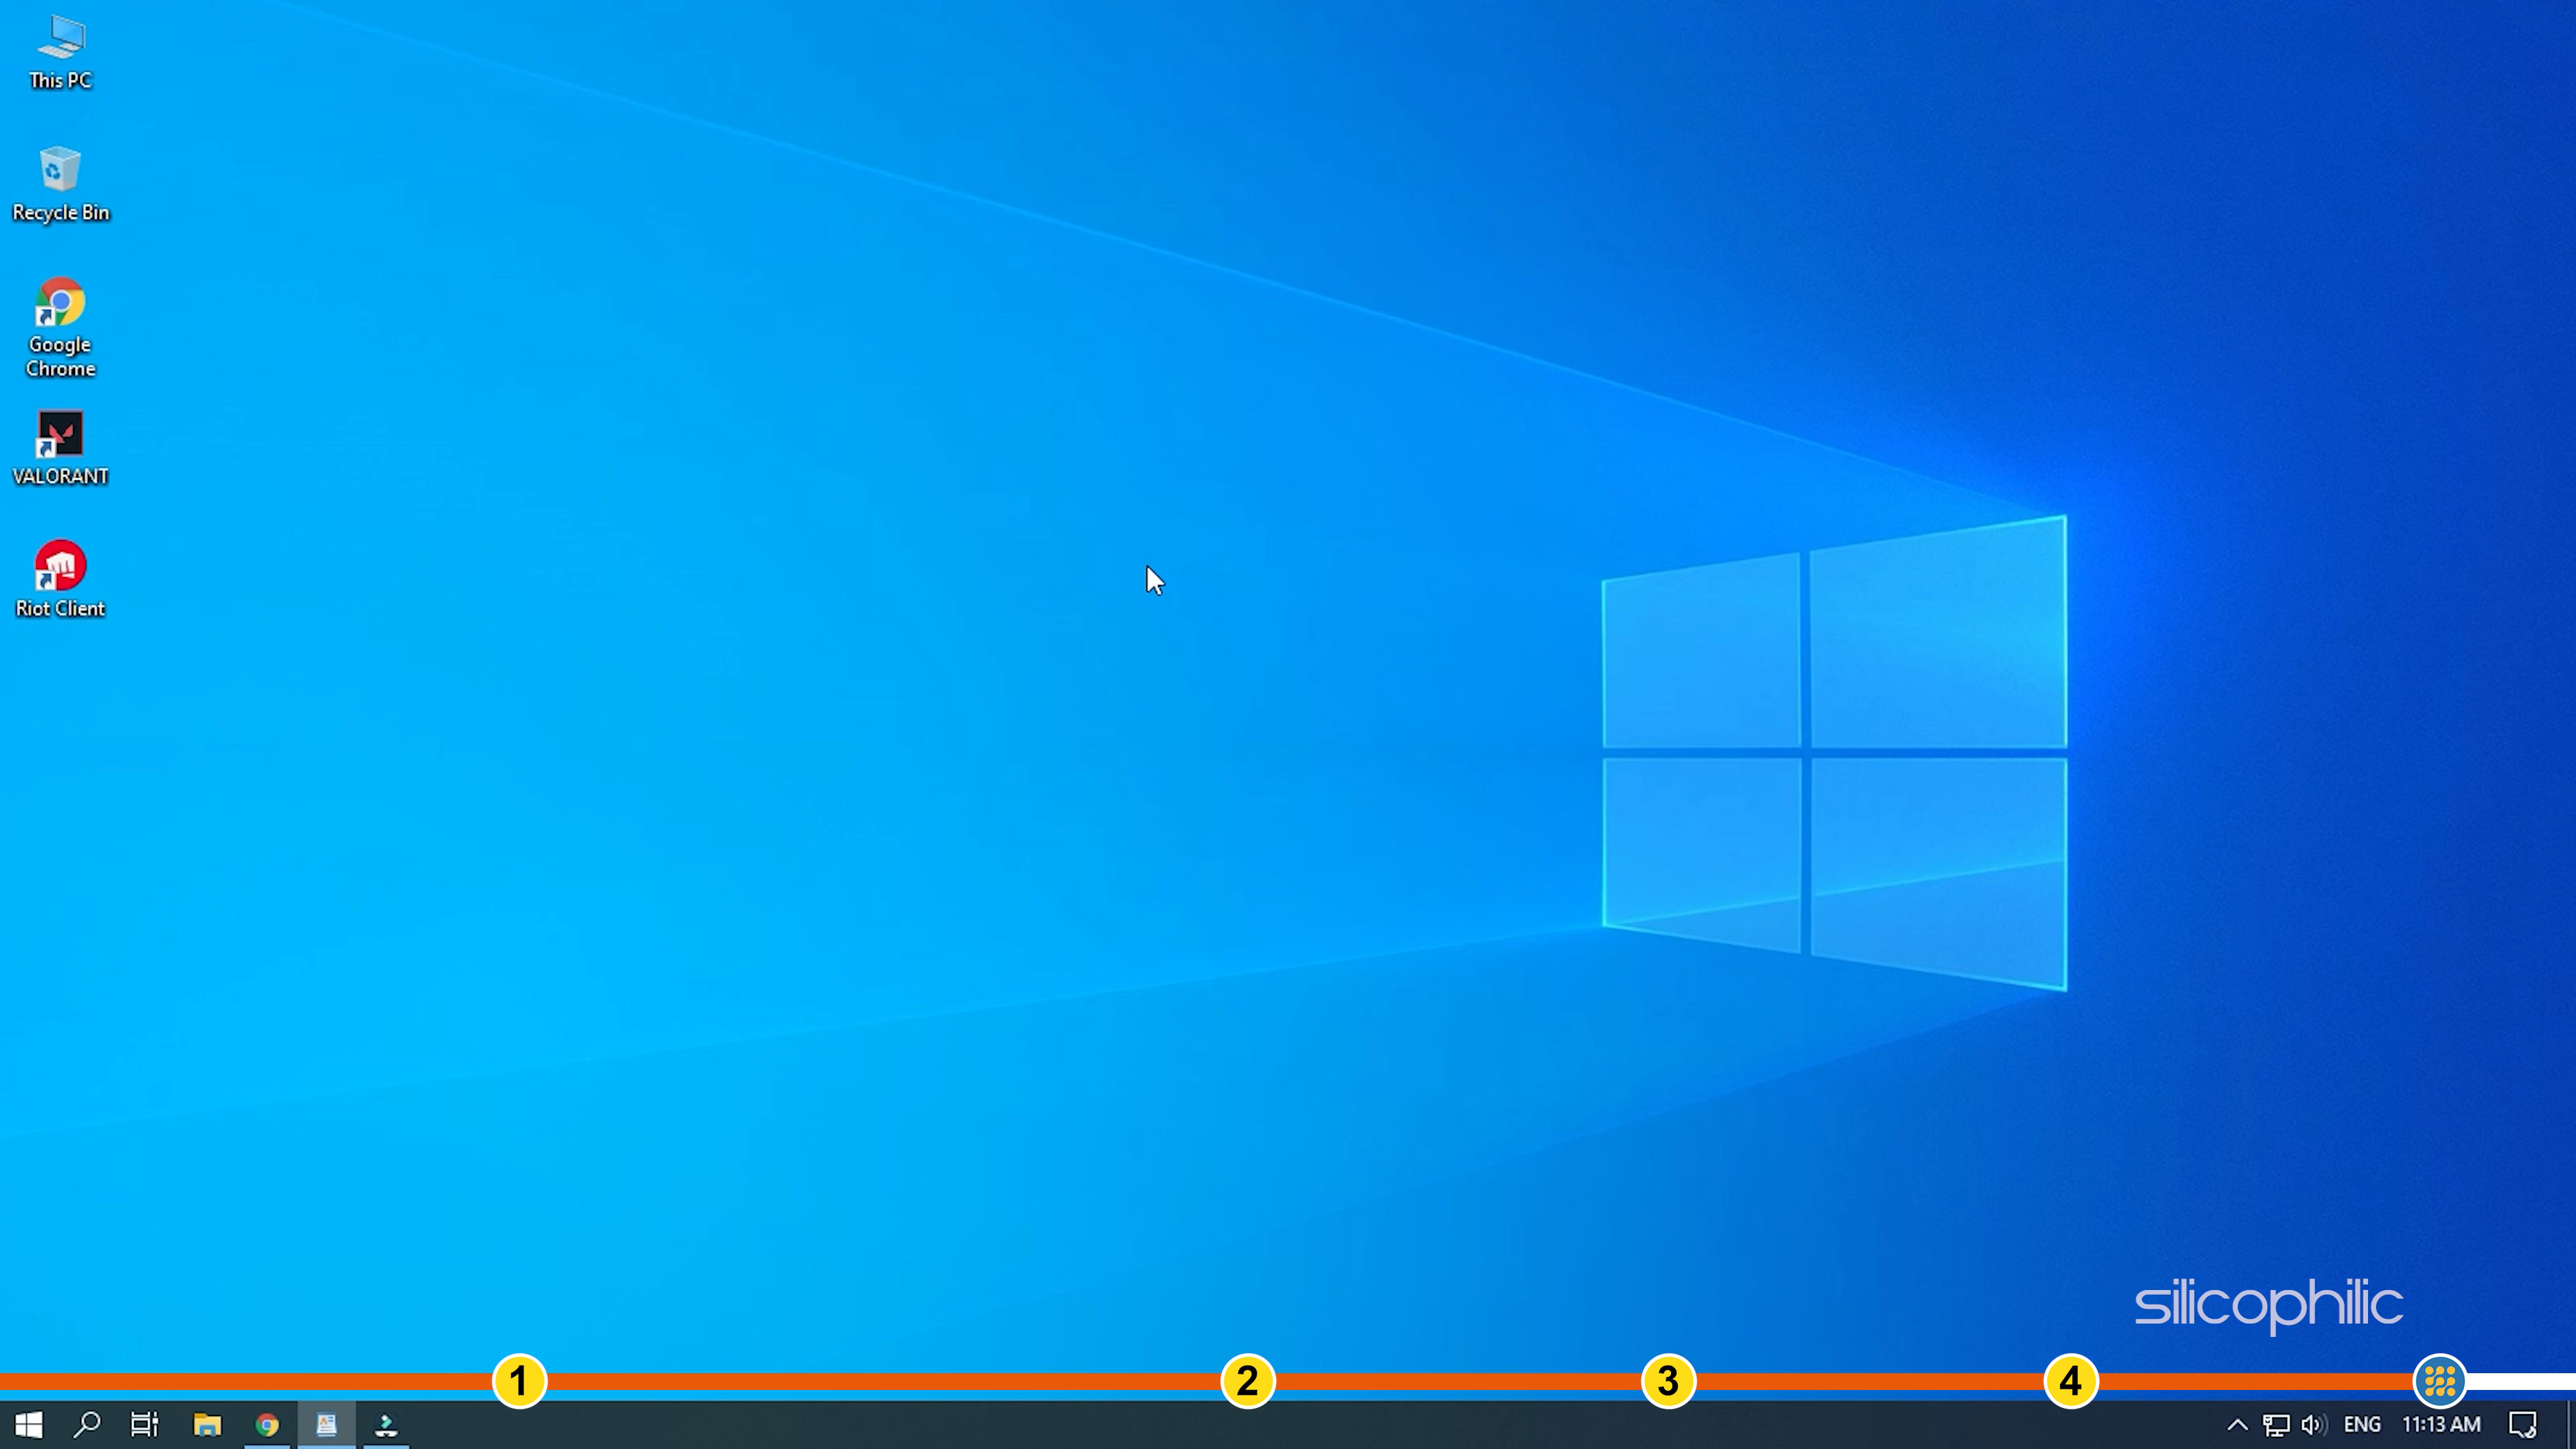 This PC
Recycle Bin
Google
Chrome
VALORANT
Riot Client
silicophilic
1 2 3 4
ENG 11:13 AM